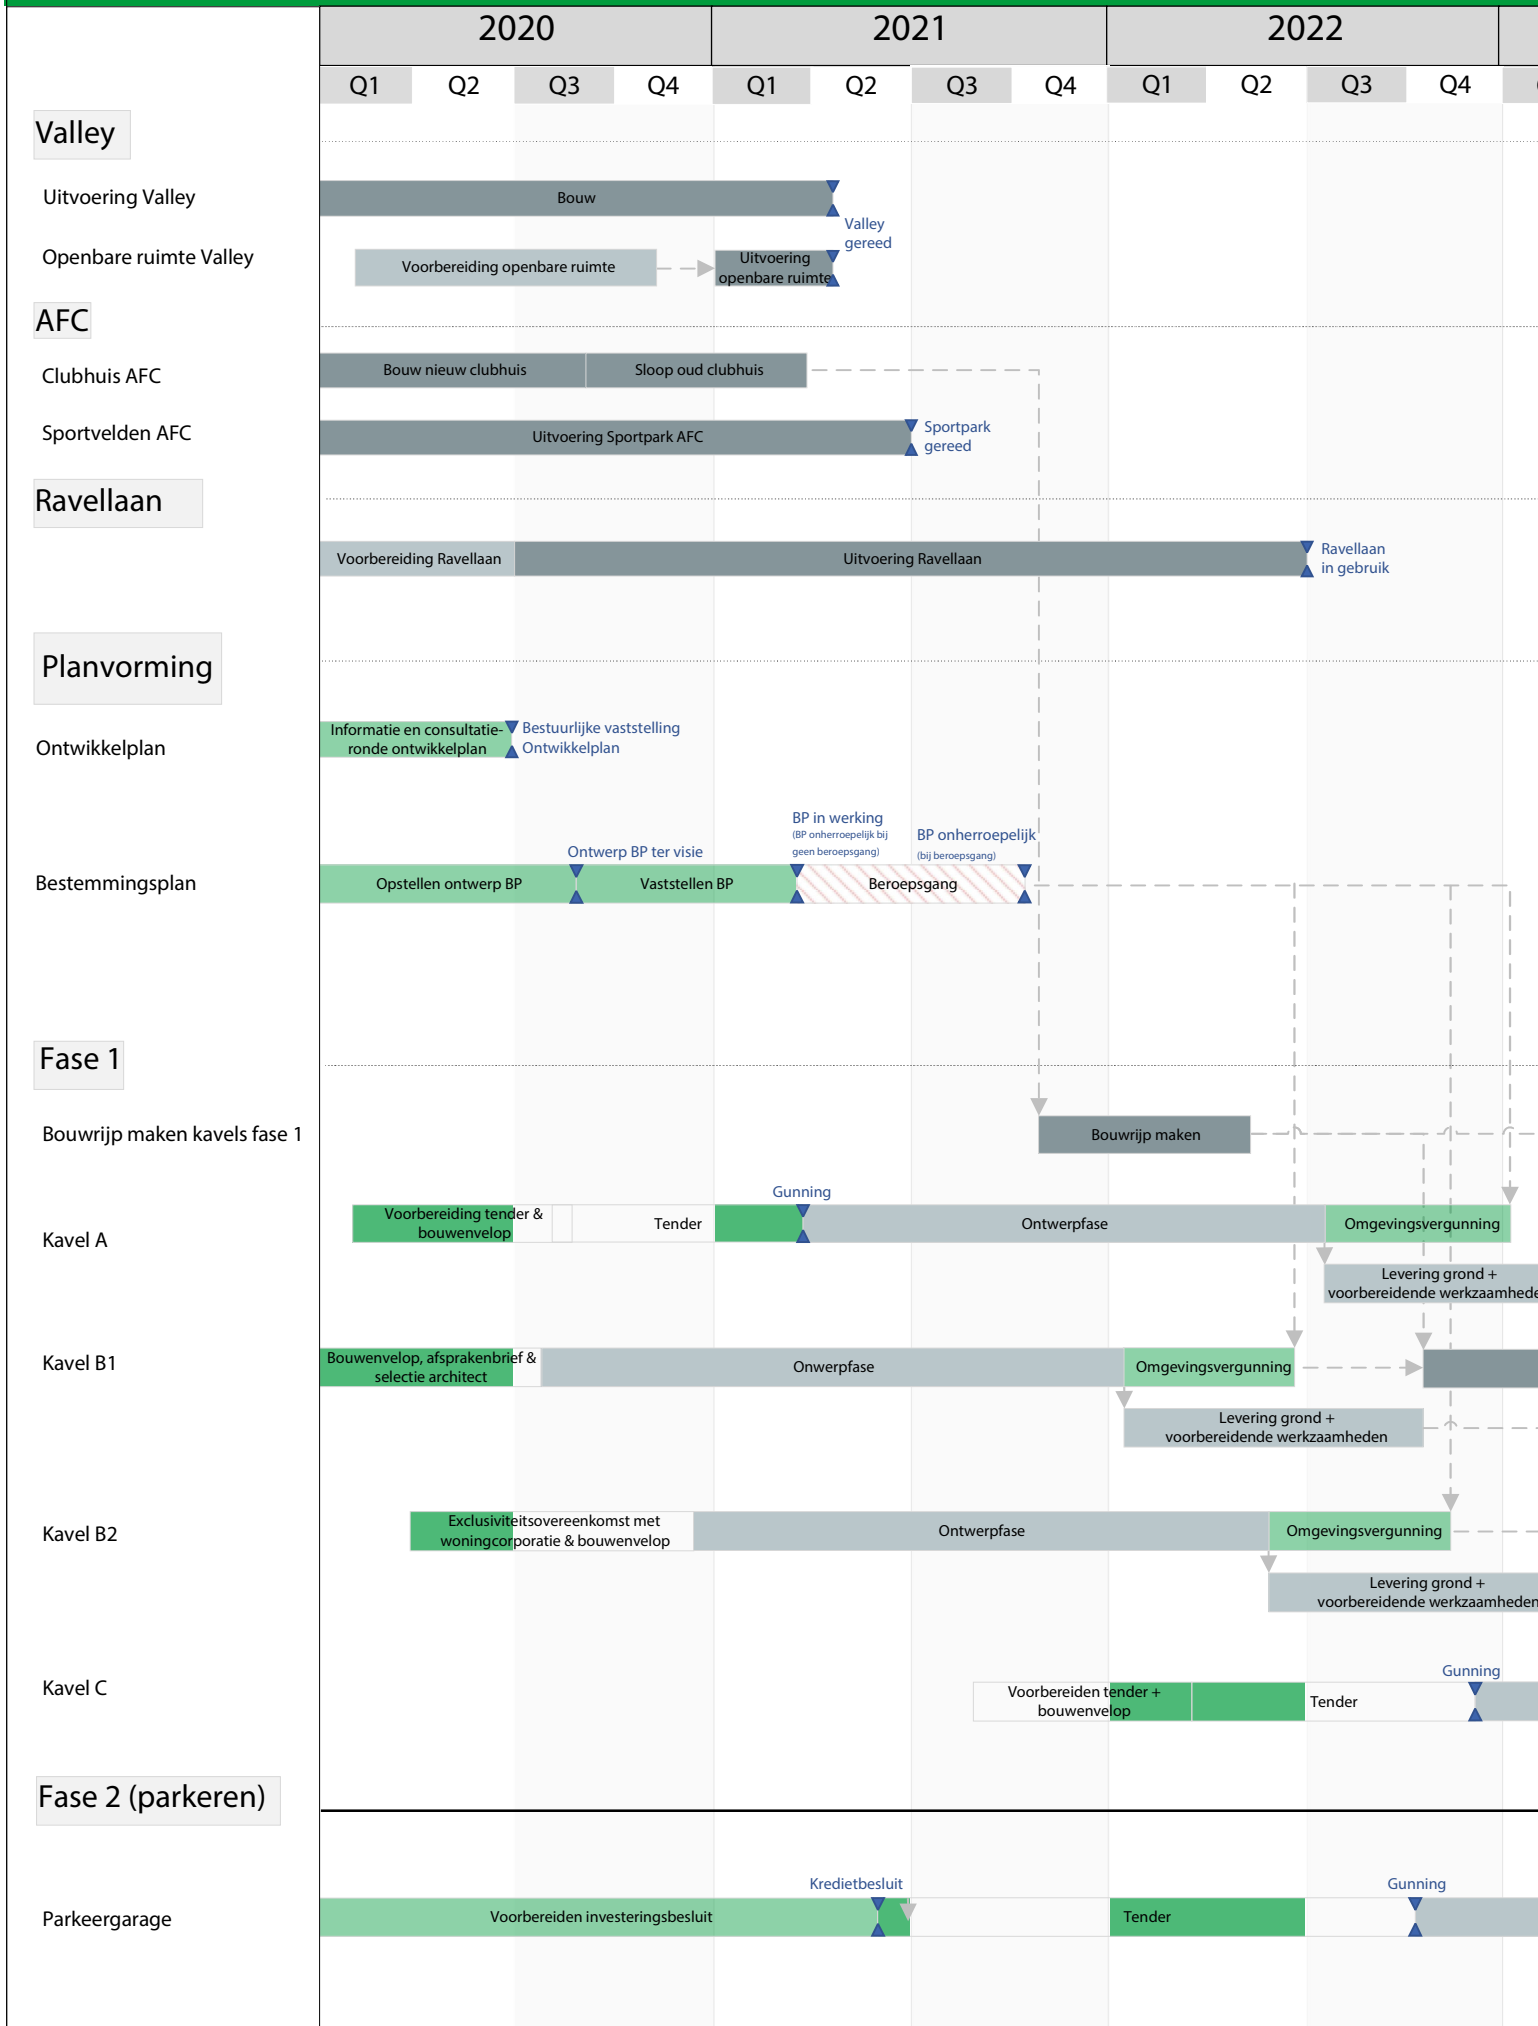 2020
2021
2022
Q1
Q2
Q3
Q4
Q1
Q2
Q3
Q4
Q1
Q2
Q3
Q4
Valley
Uitvoering Valley
Bouw
Valley
gereed
Openbare ruimte Valley
Voorbereiding openbare ruimte
Uitvoering
openbare ruimte
AFC
Clubhuis AFC
Bouw nieuw clubhuis
Sloop oud clubhuis
Sportvelden AFC
Uitvoering Sportpark AFC
Sportpark
gereed
Ravellaan
Voorbereiding Ravellaan
Uitvoering Ravellaan
Ravellaan
in gebruik
Planvorming
Ontwikkelplan
Informatie en consultatie-
ronde ontwikkelplan
Bestuurlijke vaststelling
Ontwikkelplan
BP in werking
(BP onherroepelijk bij
geen beroepsgang)
BP onherroepelijk
(bij beroepsgang)
Ontwerp BP ter visie
Bestemmingsplan
Opstellen ontwerp BP
Vaststellen BP
Beroepsgang
Fase 1
Bouwrijp maken kavels fase 1
Bouwrijp maken
Gunning
Kavel A
Voorbereiding tender &
bouwenvelop
Tender
Ontwerpfase
Omgevingsvergunning
Levering grond +
voorbereidende werkzaamhede
Kavel B1
Bouwenvelop, afsprakenbrief &
selectie architect
Onwerpfase
Omgevingsvergunning
Levering grond +
voorbereidende werkzaamheden
Kavel B2
Exclusiviteitsovereenkomst met
woningcorporatie & bouwenvelop
Ontwerpfase
Omgevingsvergunning
Levering grond +
voorbereidende werkzaamheden
Gunning
Kavel C
Voorbereiden tender +
bouwenvelop
Tender
Fase 2 (parkeren)
Kredietbesluit
Gunning
Parkeergarage
Voorbereiden investeringsbesluit
Tender